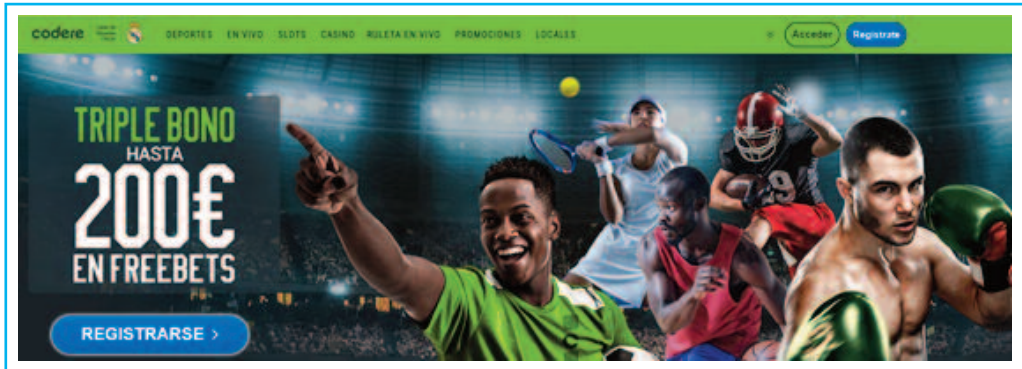 codere
DEPORTES EN VIVO SLOTS CASINO RULETA EN VIVO PROMOCIONES LOCALES
Acceder Regístrate
TRIPLE BONO
HASTA
200€
EN FREEBETS
REGISTRARSE >
9